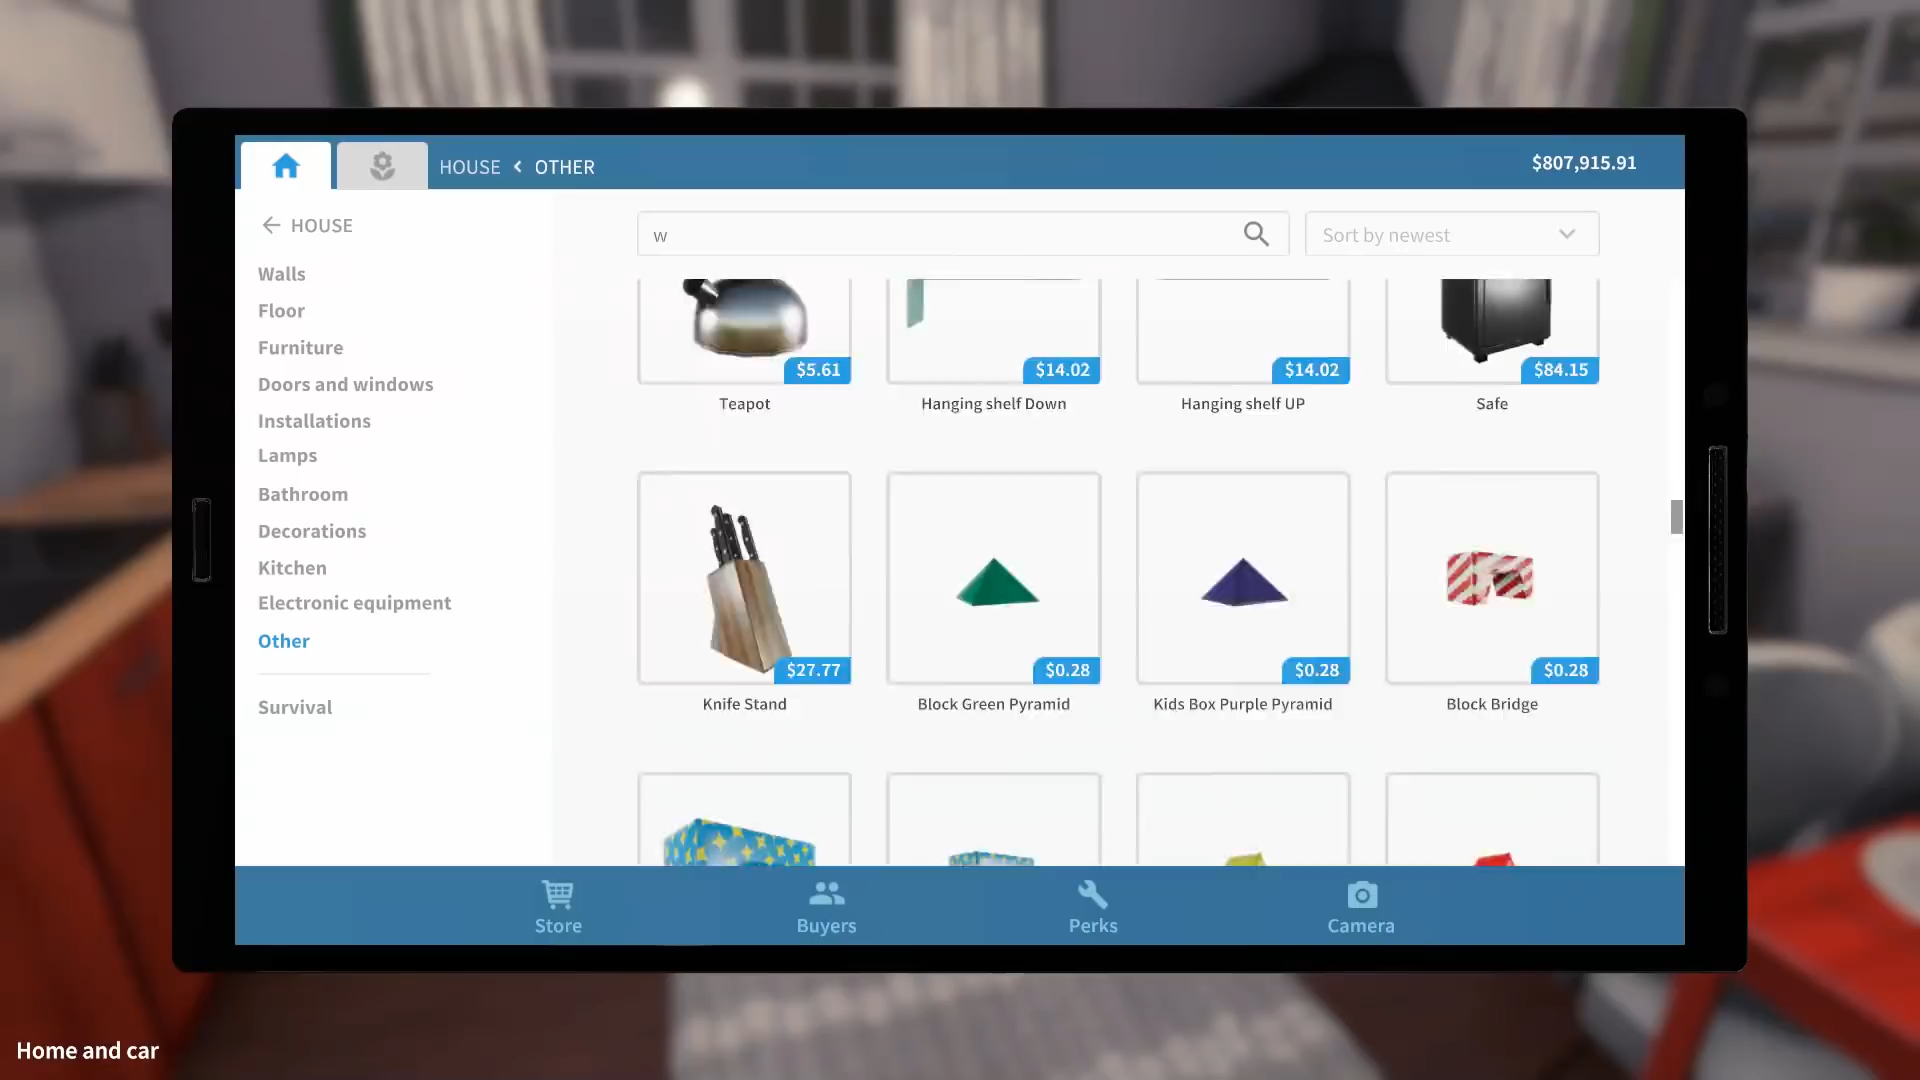 HOUSE < OTHER
$807,915.91
HOUSE
w
Sort by newest
Walls
Floor
Furniture
Doors and windows
Installations
Lamps
Bathroom
Decorations
Kitchen
Electronic equipment
Other
Survival
$5.61
$14.02
$14.02
$84.15
Teapot
Hanging shelf Down
Hanging shelf UP
Safe
$27.77
$0.28
$0.28
$0.28
Knife Stand
Block Green Pyramid
Kids Box Purple Pyramid
Block Bridge
Store
Buyers
Perks
Camera
Home and car